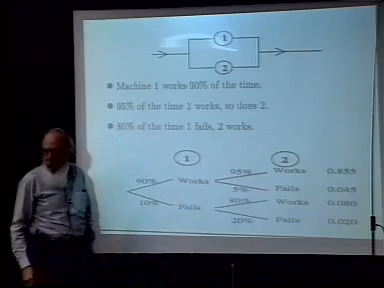 1
2
Machine 1 works 90% of the time.
95% of the time 1 works, so does 2.
80% of the time 1 fails, 2 works.
1 2
90% Works 95% Works 0.855
5% Fails 0.045
10% Fails 80% Works 0.080
20% Fails 0.020